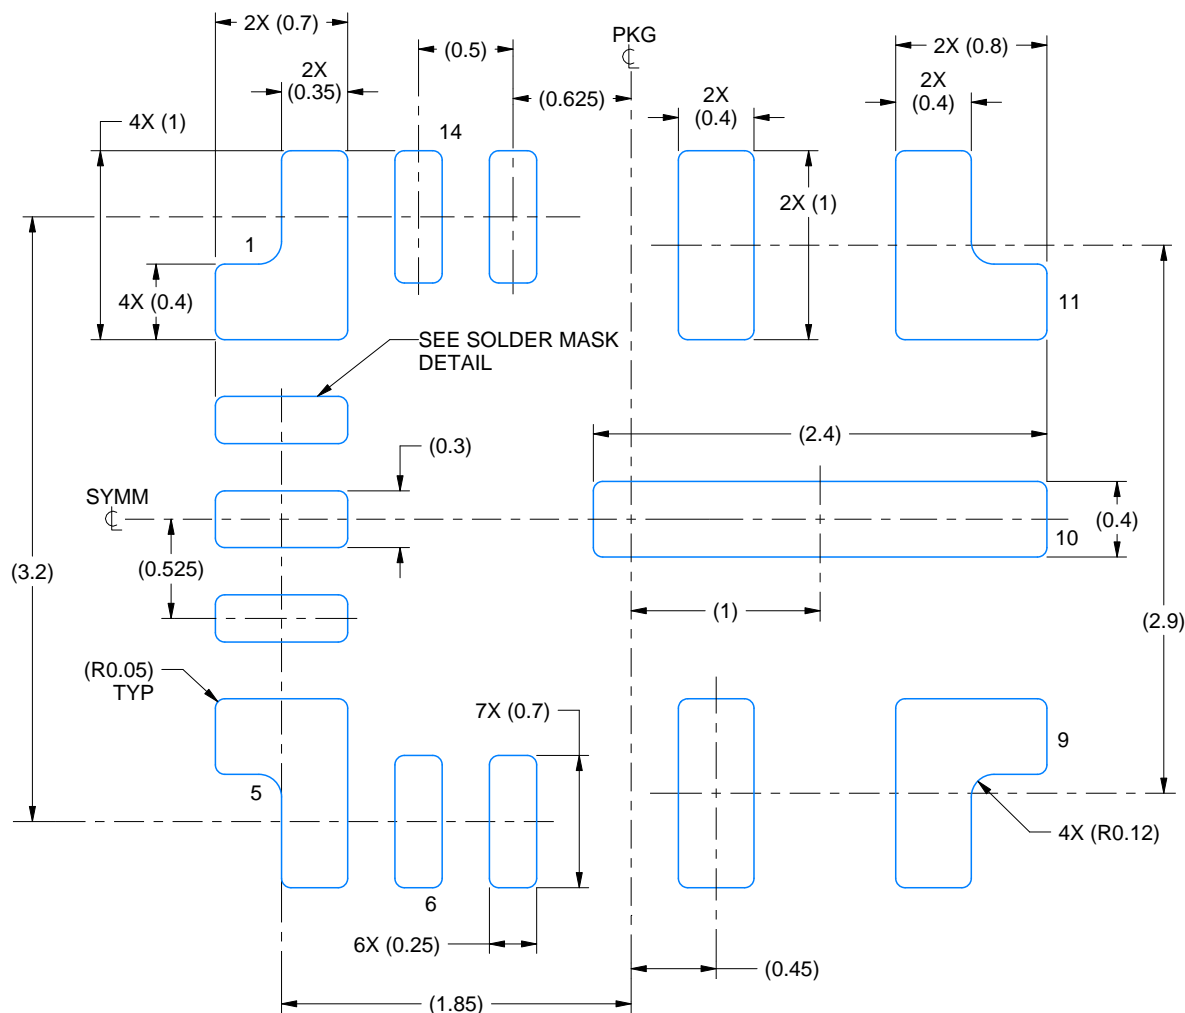 2X (0.7)
(0.5)
PKG
℄
2X (0.8)
2X
(0.35)
(0.625)
2X
(0.4)
2X
(0.4)
4X (1)
14
2X (1)
1
4X (0.4)
11
SEE SOLDER MASK
DETAIL
(2.4)
(0.3)
SYMM
℄
(0.4)
10
(3.2)
(0.525)
(1)
(2.9)
(R0.05)
TYP
7X (0.7)
9
5
4X (R0.12)
6
6X (0.25)
(0.45)
(1.85)